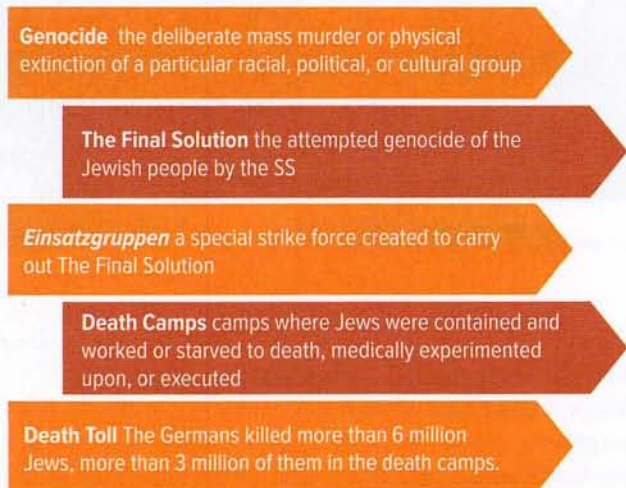 Genocide the deliberate mass murder or physical
extinction of a particular racial, political, or cultural group
The Final Solution the attempted genocide of the
Jewish people by the SS
Einsatzgruppen a special strike force created to carry
out The Final Solution
Death Camps camps where Jews were contained and
worked or starved to death, medically experimented
upon, or executed
Death Toll The Germans killed more than 6 million
Jews, more than 3 million of them in the death camps.